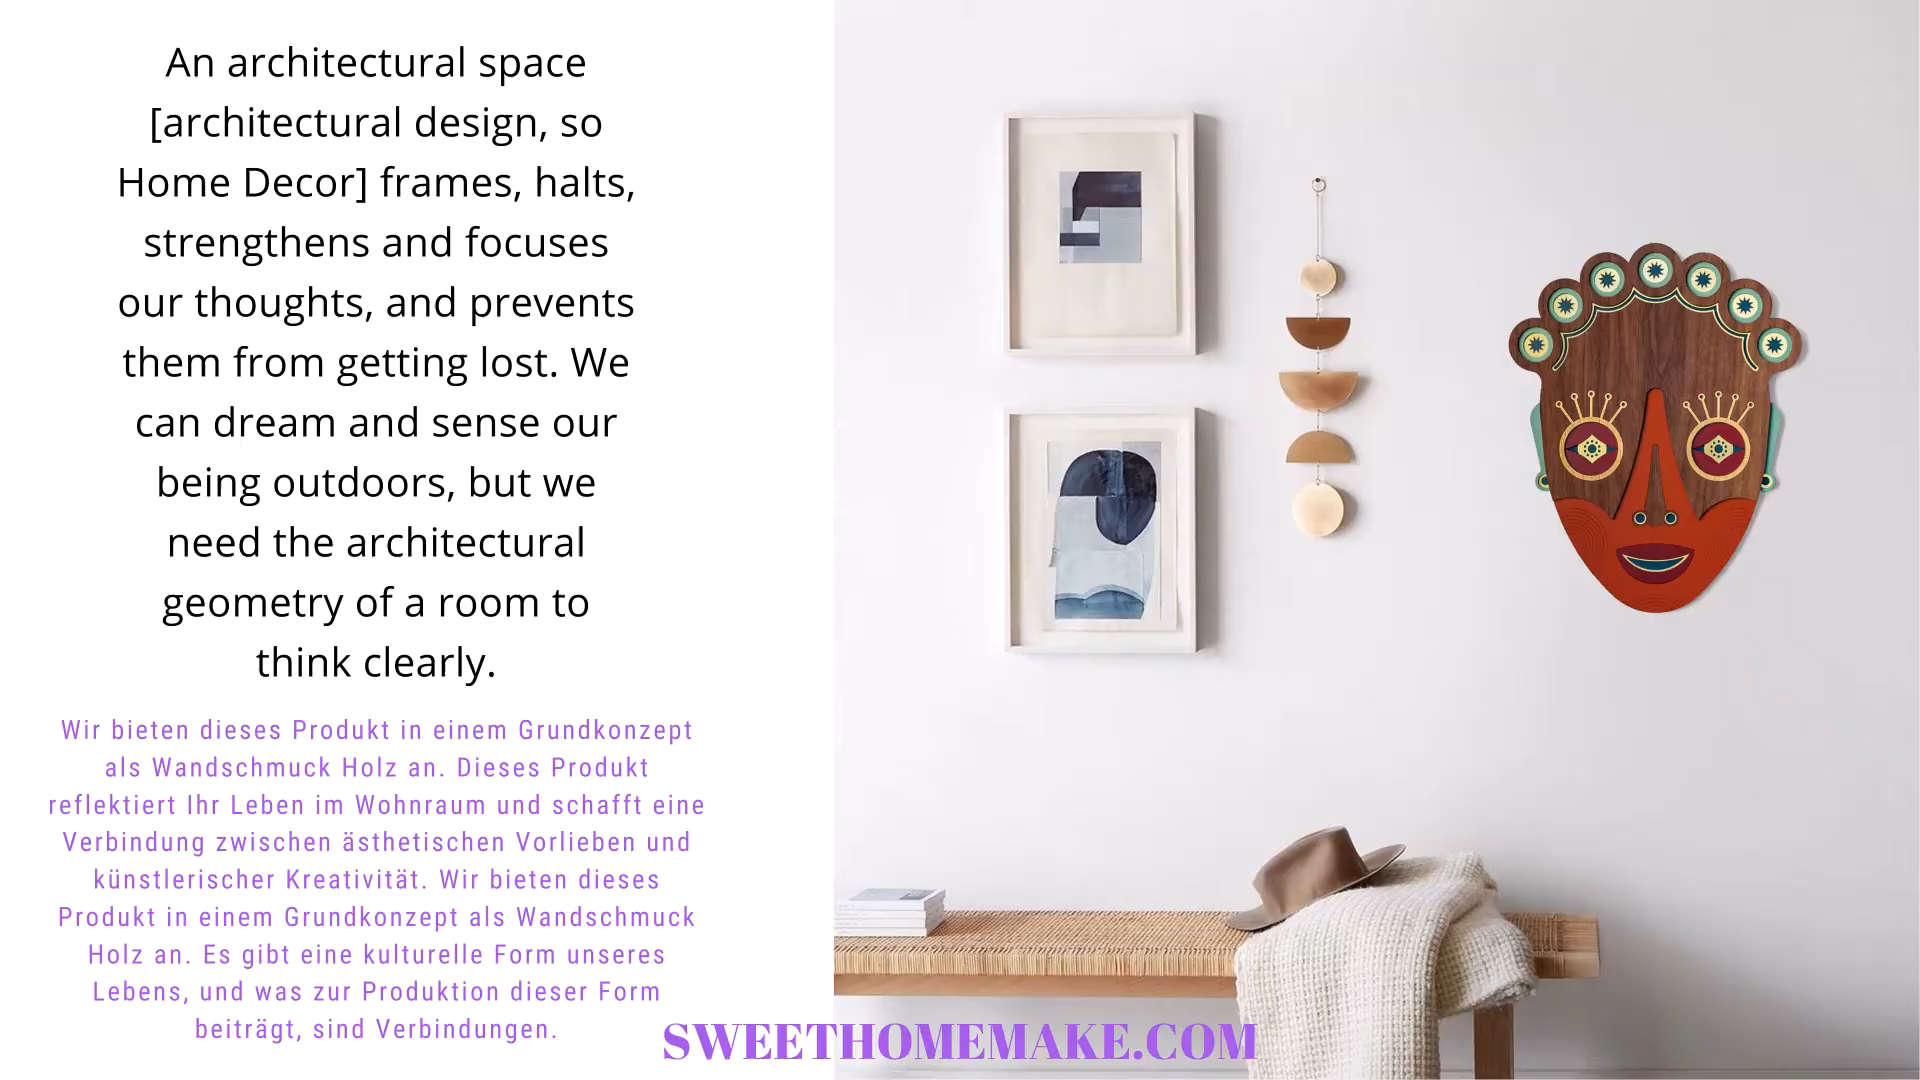 An architectural space
[architectural design, so
Home Decor] frames, halts,
strengthens and focuses
our thoughts, and prevents
them from getting lost. We
can dream and sense our
being outdoors, but we
need the architectural
geometry of a room to
think clearly.
Wir bieten dieses Produkt in einem Grundkonzept
als Wandschmuck Holz an. Dieses Produkt
reflektiert Ihr Leben im Wohnraum und schafft eine
Verbindung zwischen ästhetischen Vorlieben und
künstlerischer Kreativität. Wir bieten dieses
Produkt in einem Grundkonzept als Wandschmuck
Holz an. Es gibt eine kulturelle Form unseres
Lebens, und was zur Produktion dieser Form
beiträgt, sind Verbindungen.
SWEETHOMEMAKE.COM